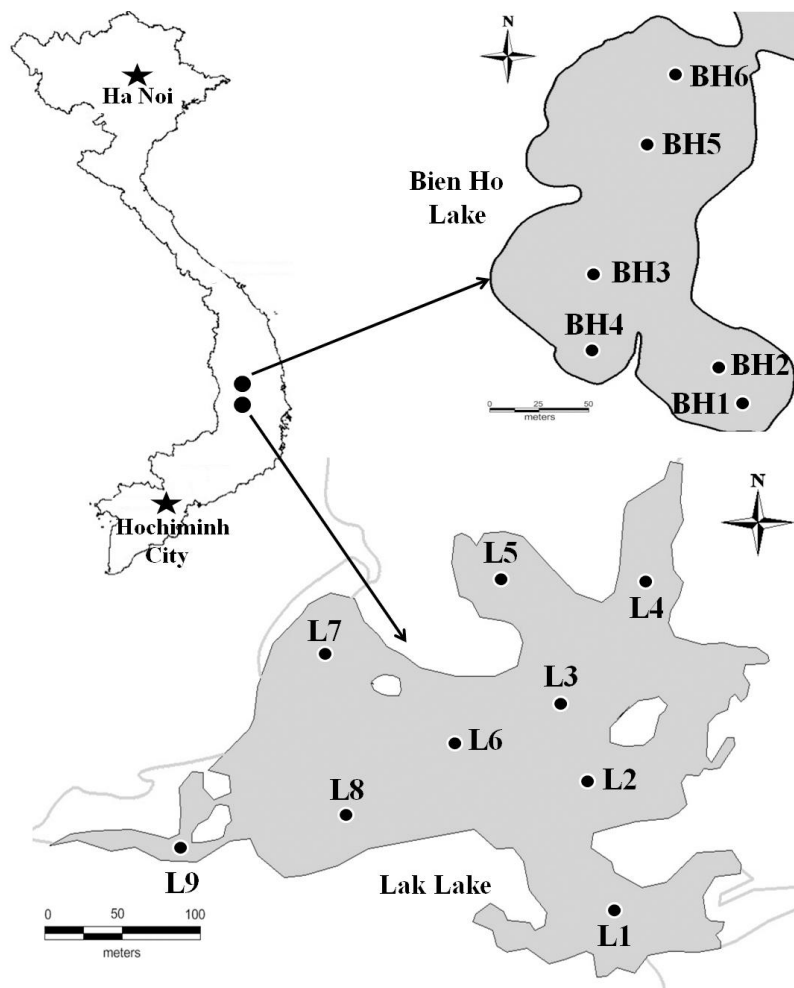 Ha Noi
Hochiminh
City
Bien Ho
Lake
N
BH6
BH5
BH3
BH4
BH2
BH1
0 25 50
meters
N
L5
L4
L7
L3
L6
L2
L8
L9
Lak Lake
L1
0 50 100
meters